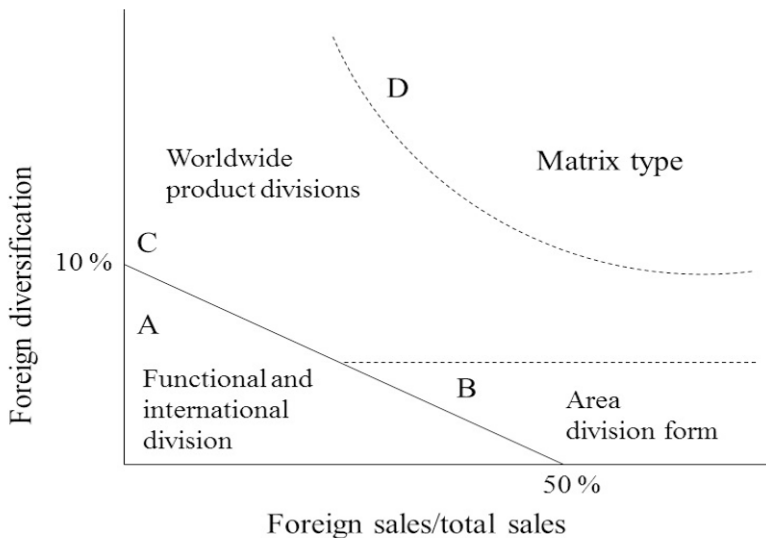 D
Worldwide
product divisions
Matrix type
C
10 %
A
Foreign diversification
Functional and
international
division
B
Area
division form
50 %
Foreign sales/total sales